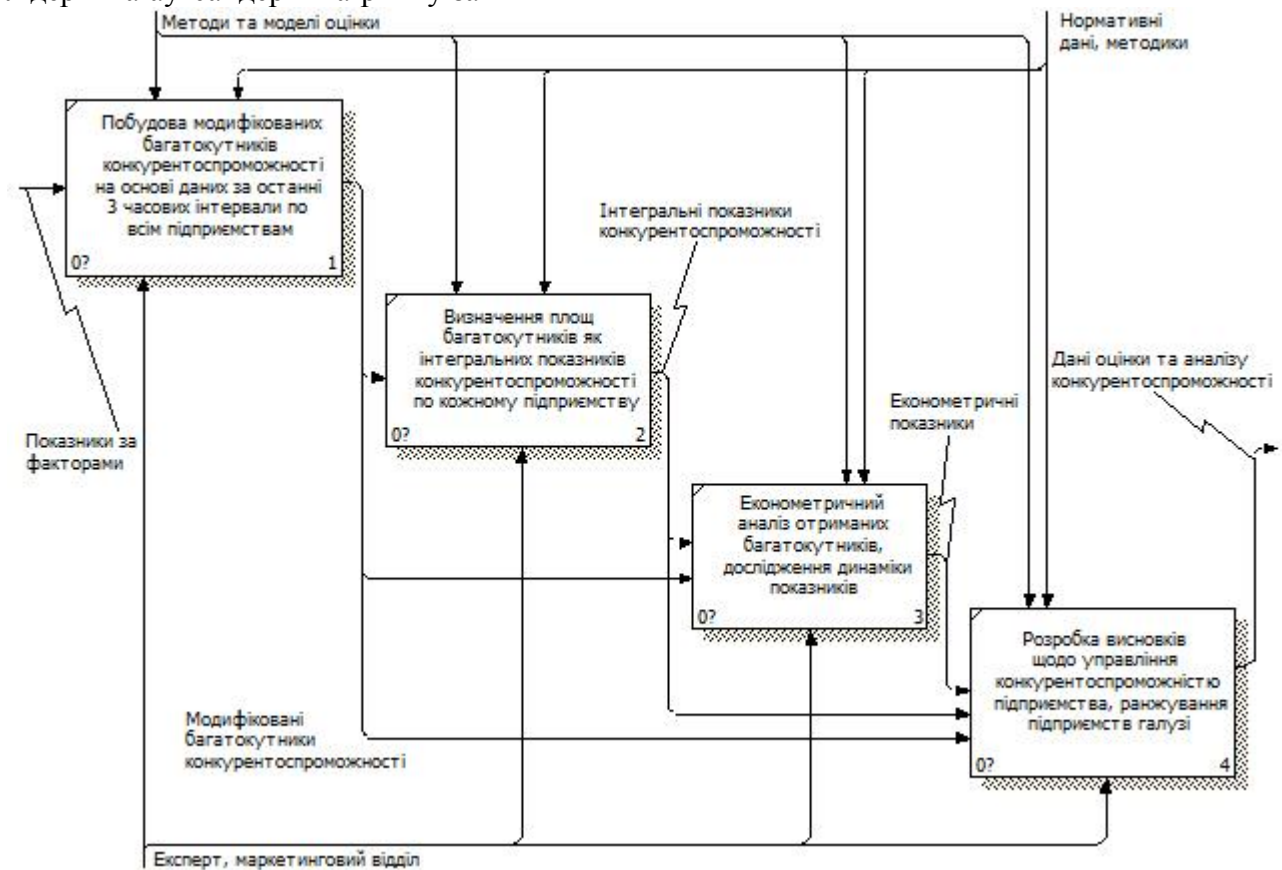 Методи та моделі оцінки
Нормативні
дані, методики
Побудова модифікованих
багатокутників
конкурентоспроможності
на основі даних за останні
3 часових інтервали по
всім підприємствам
0?
1
Інтегральні показники
конкурентоспроможності
Визначення площ
багатокутників як
інтегральних показників
конкурентоспроможності
по кожному підприємству
0?
2
Дані оцінки та аналізу
конкурентоспроможності
Економетричні
показники
Показники за
факторами
Економетричний
аналіз отриманих
багатокутників,
дослідження динаміки
показників
0?
3
Розробка висновків
щодо управління
конкурентоспроможністю
підприємства, ранжування
підприємств галузі
0?
4
Модифіковані
багатокутники
конкурентоспроможності
Експерт, маркетинговий відділ